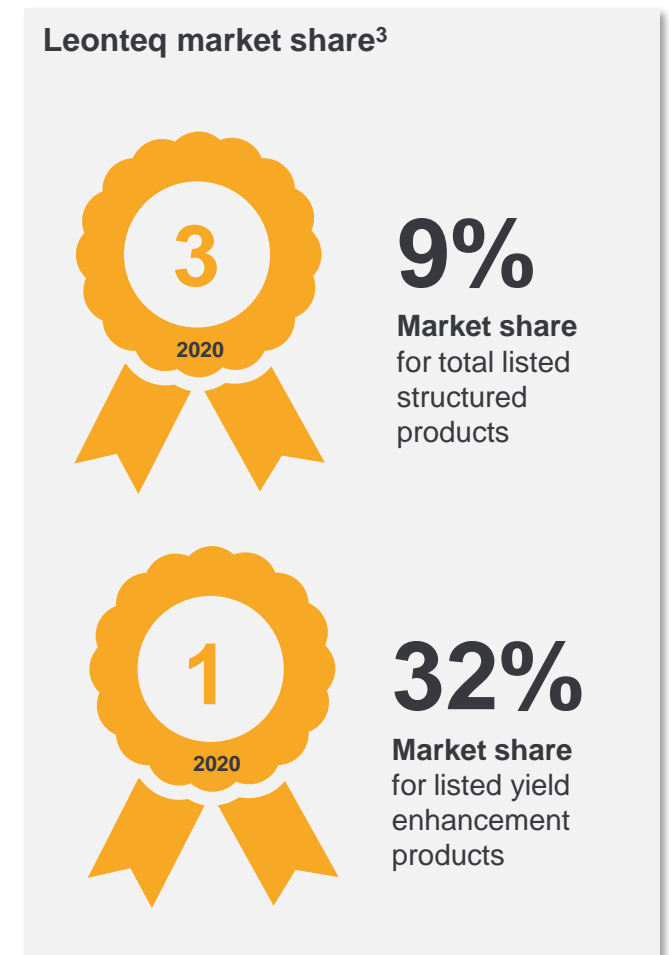 Leonteq market share³
3
2020
9%
Market share
for total listed
structured
products
1
2020
32%
Market share
for listed yield
enhancement
products